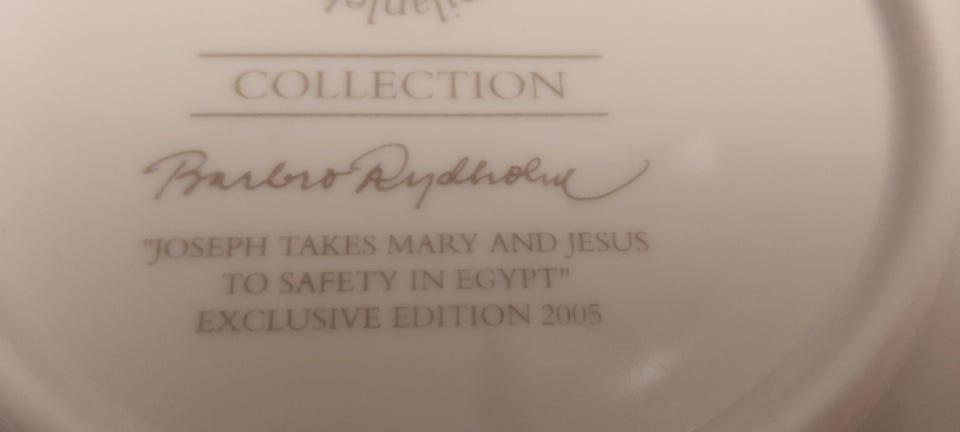 COLLECTION
Barbro Rydholm
"JOSEPH TAKES MARY AND JESUS
TO SAFETY IN EGYPT"
EXCLUSIVE EDITION 2005